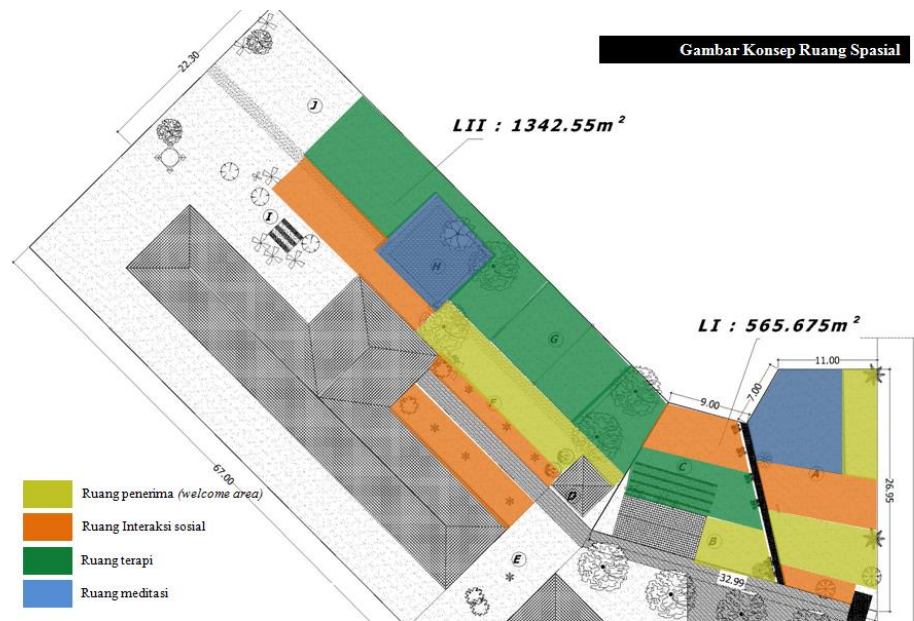 Gambar Konsep Ruang Spasial
22.30
J
LII : 1342.55m²
I
H
LI : 565.675m²
G
11.00
7.00
9.00
F
A
C
26.95
67.00
D
B
E
32.99
Ruang penerima (welcome area)
Ruang Interaksi sosial
Ruang terapi
Ruang meditasi